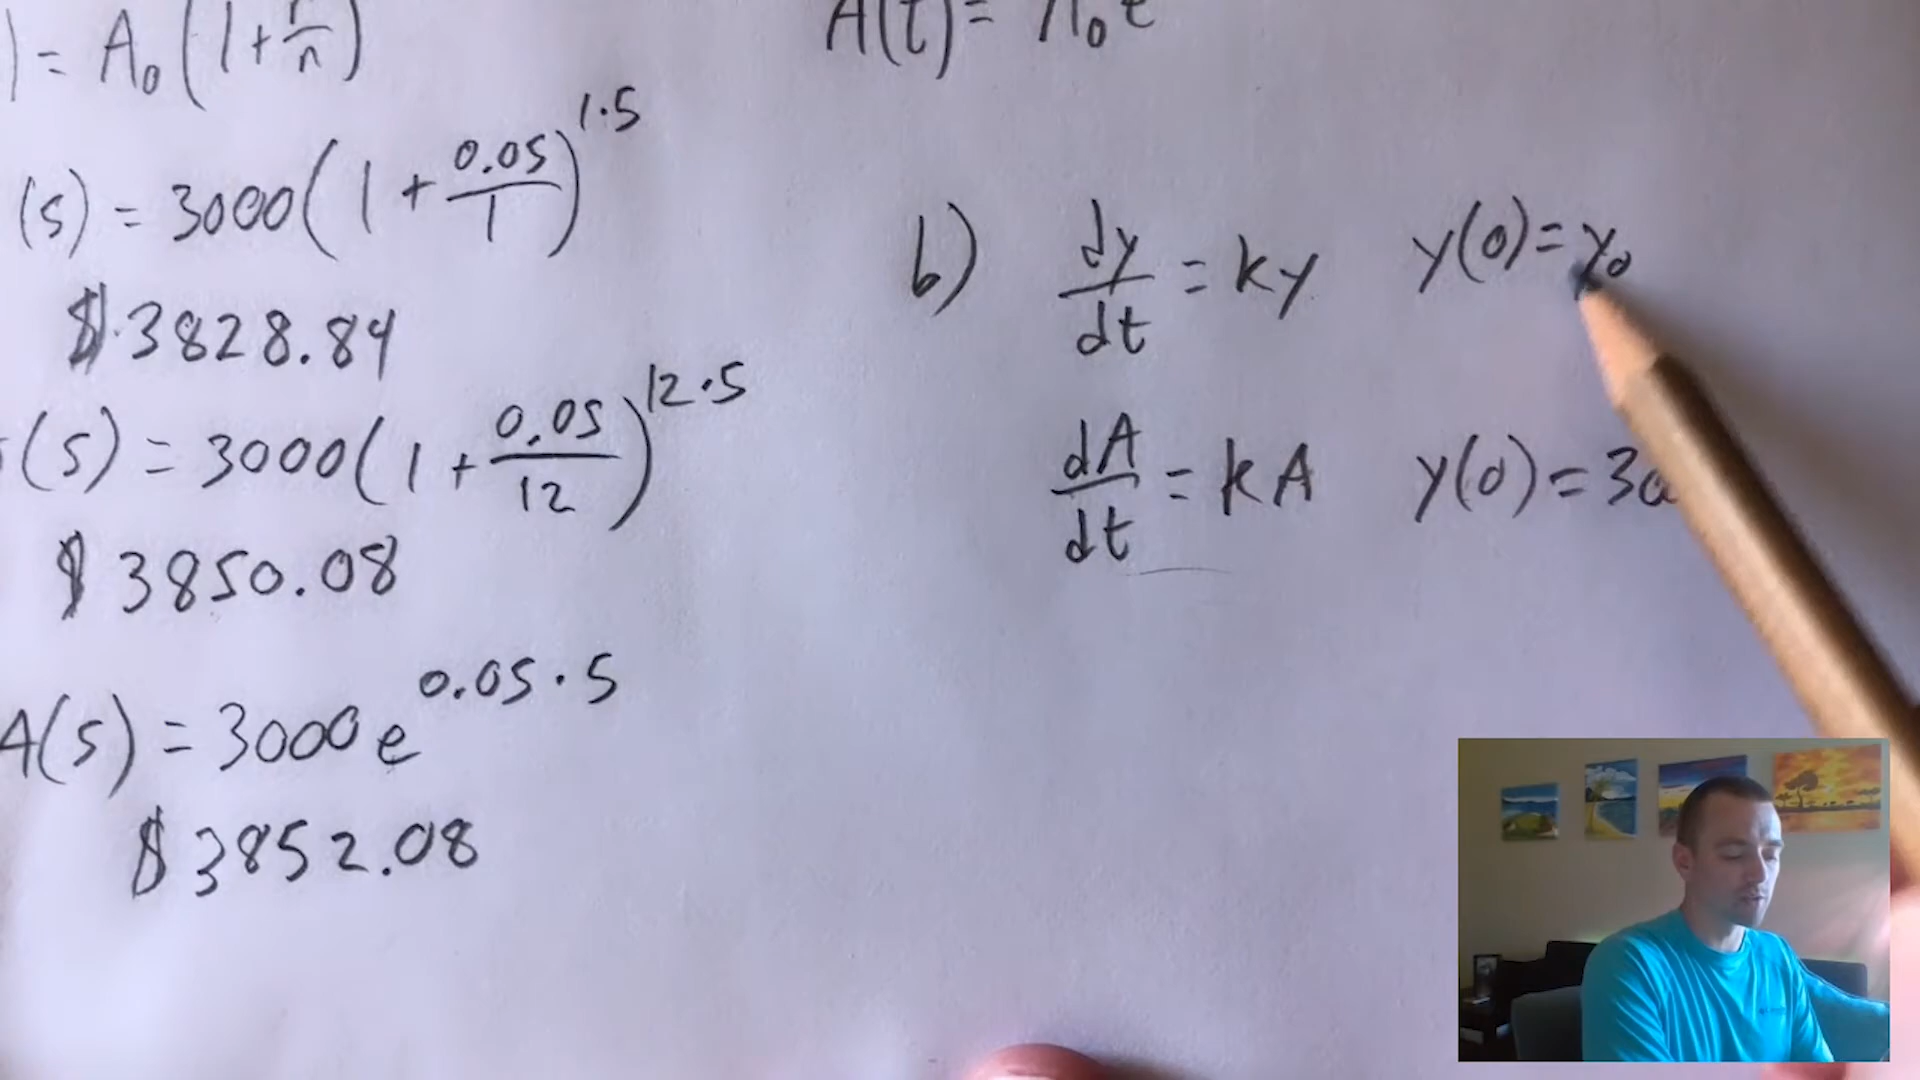 ) = A₀(1 + r/n)
(5) = 3000(1 + 0.05/1)^1·5
$3828.84
(5) = 3000(1 + 0.05/12)^12·5
$3850.08
A(5) = 3000e^0.05·5
$3852.08
A(t) = A₀e
b) dy/dt = ky y(0) = y₀
dA/dt = kA y(0) = 30